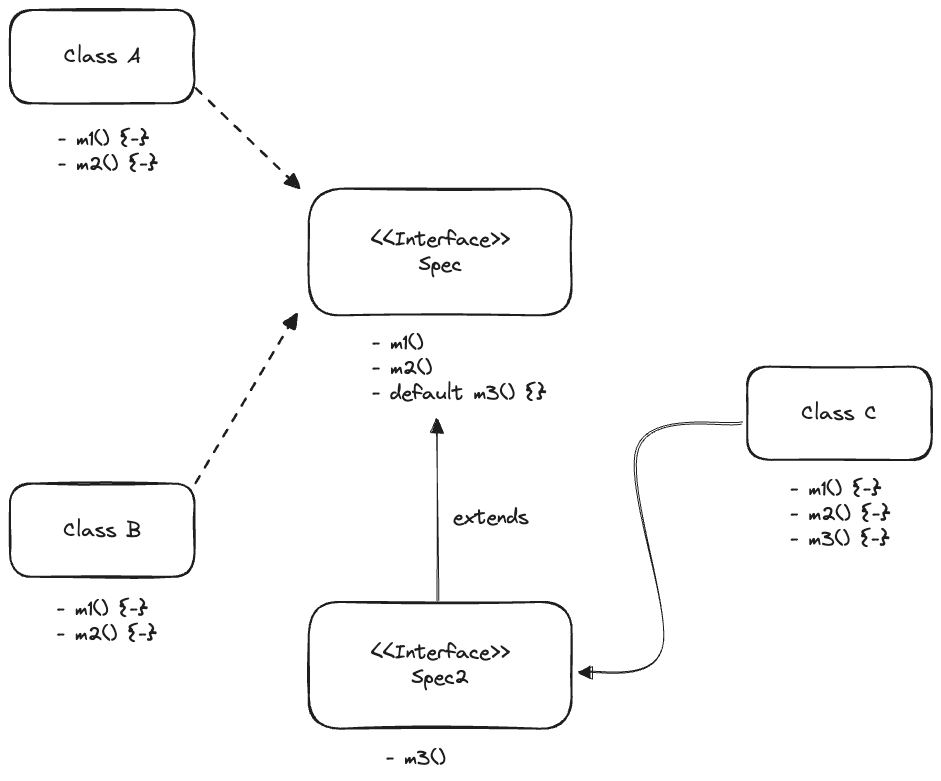 Class A
- m1() {-}
- m2() {-}
<<Interface>>
Spec
- m1()
- m2()
- default m3() {}
Class C
- m1() {-}
- m2() {-}
- m3() {-}
Class B
- m1() {-}
- m2() {-}
extends
<<Interface>>
Spec2
- m3()